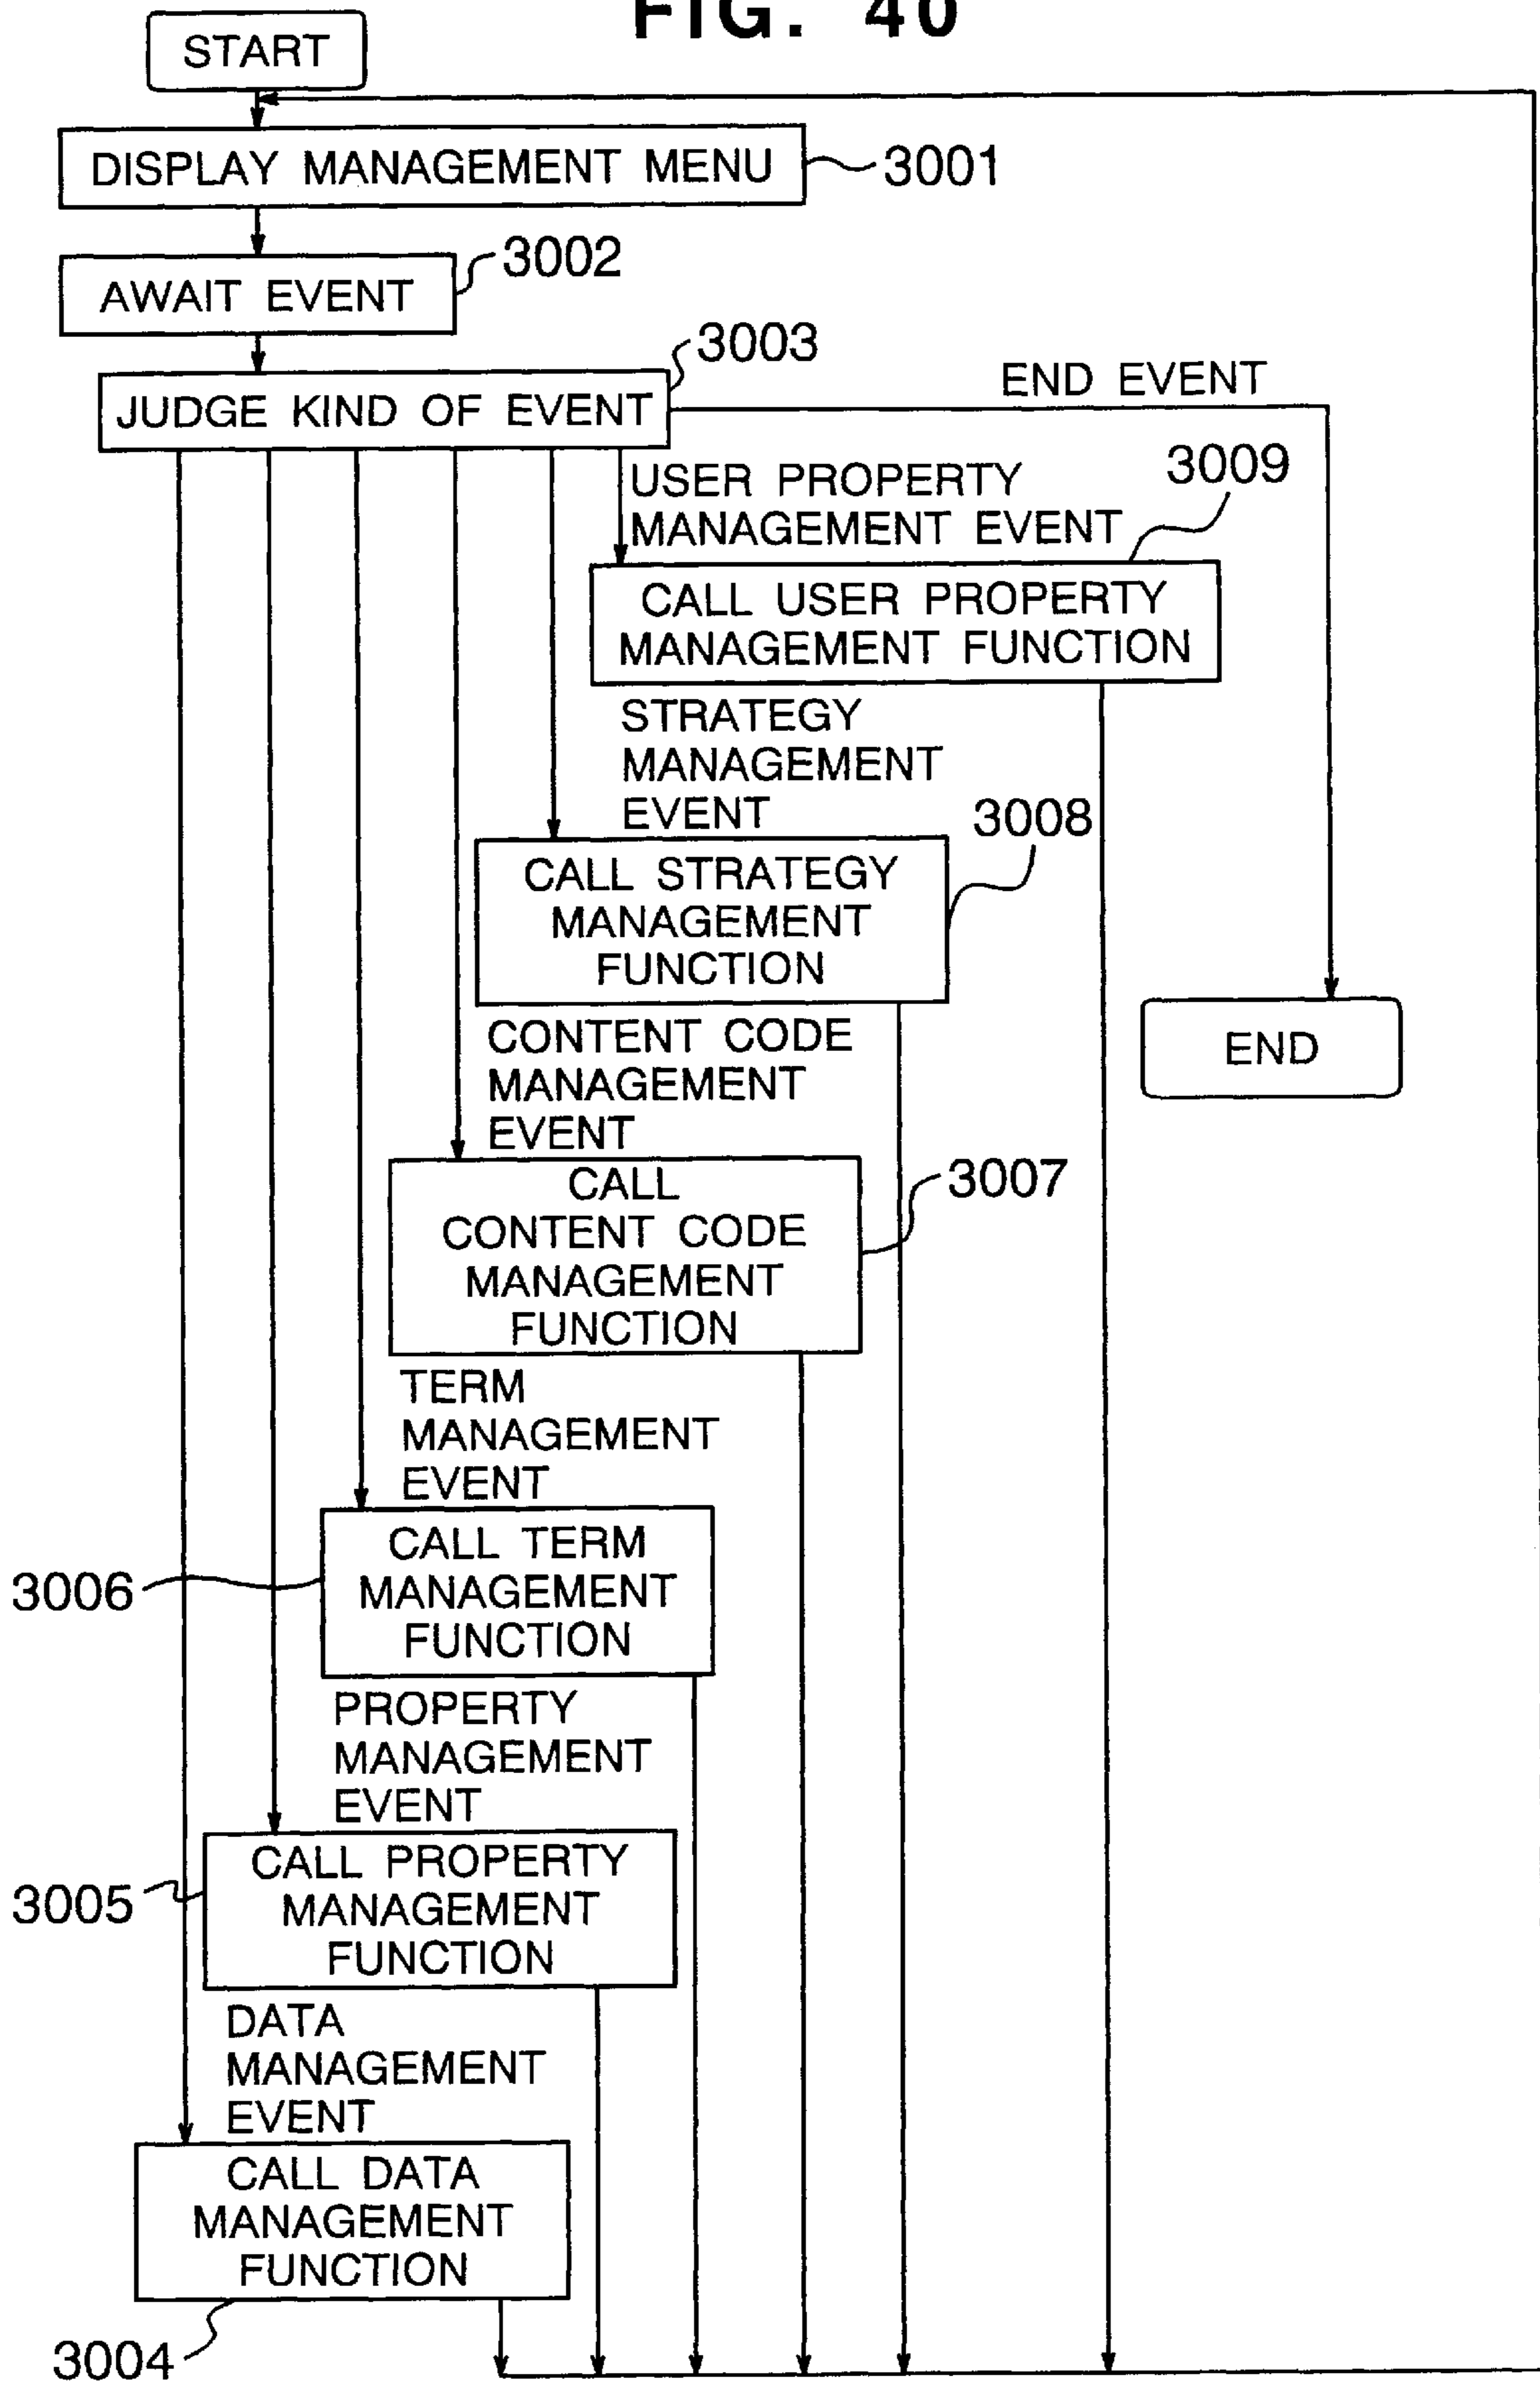 FIG. 40
START
DISPLAY MANAGEMENT MENU
3001
AWAIT EVENT
3002
JUDGE KIND OF EVENT
3003
END EVENT
USER PROPERTY
MANAGEMENT EVENT
3009
CALL USER PROPERTY
MANAGEMENT FUNCTION
STRATEGY
MANAGEMENT
EVENT
3008
CALL STRATEGY
MANAGEMENT
FUNCTION
END
CONTENT CODE
MANAGEMENT
EVENT
3007
CALL
CONTENT CODE
MANAGEMENT
FUNCTION
TERM
MANAGEMENT
EVENT
CALL TERM
MANAGEMENT
FUNCTION
3006
PROPERTY
MANAGEMENT
EVENT
CALL PROPERTY
MANAGEMENT
FUNCTION
3005
DATA
MANAGEMENT
EVENT
CALL DATA
MANAGEMENT
FUNCTION
3004